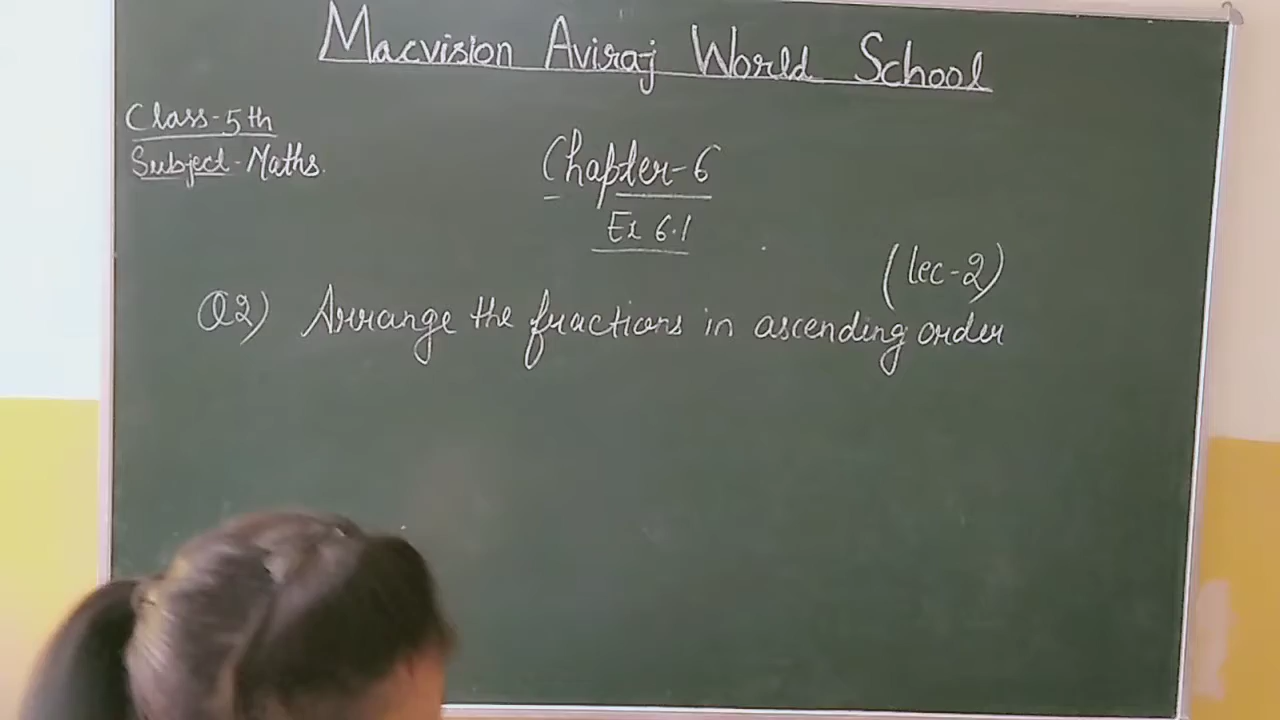 Macvision Aviraj World School
Class-5th
Subject-Maths.
Chapter-6
Ex 6.1
(lec-2)
Q2) Arrange the fractions in ascending order